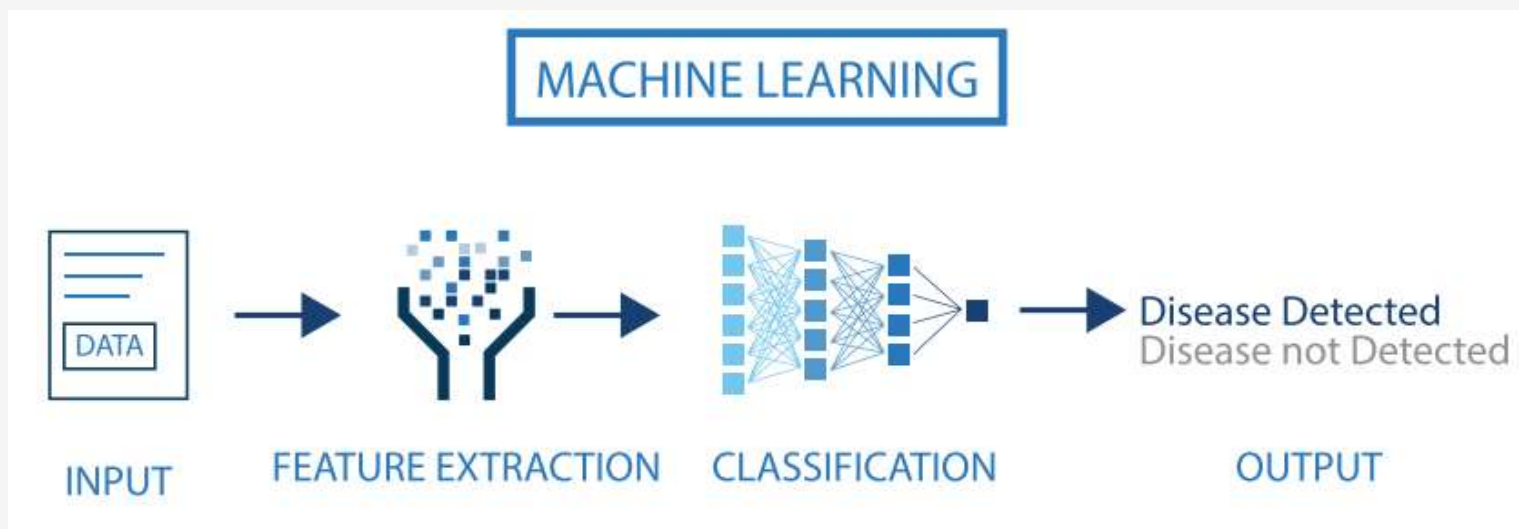 MACHINE LEARNING
DATA
Disease Detected
Disease not Detected
INPUT
FEATURE EXTRACTION
CLASSIFICATION
OUTPUT